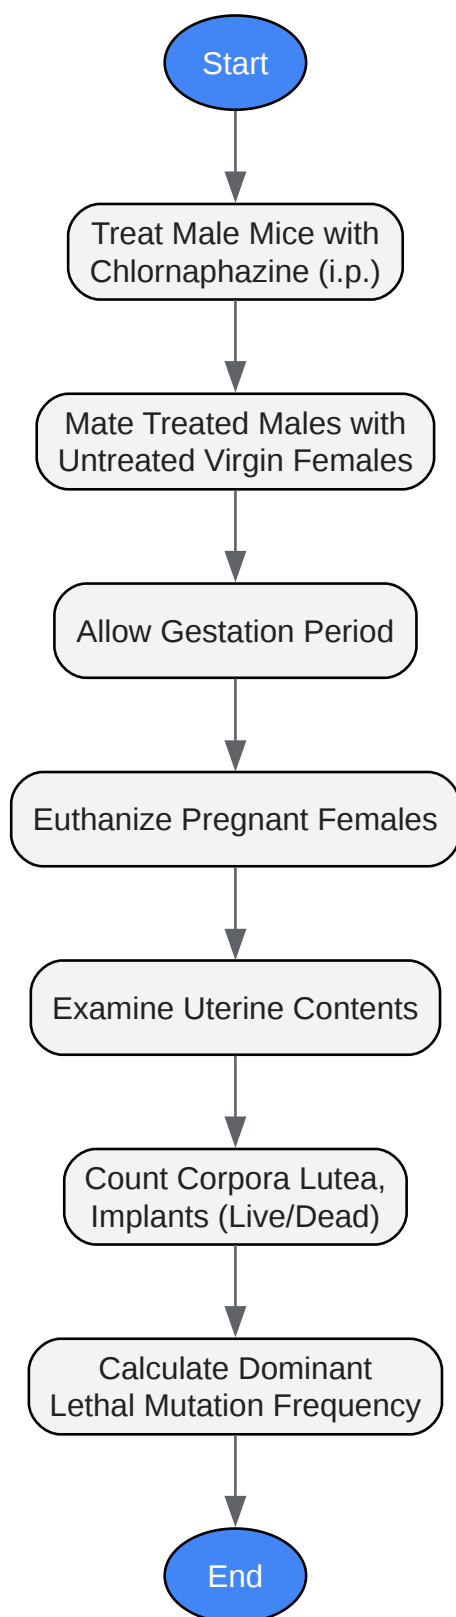 Start
Treat Male Mice with
Chlornaphazine (i.p.)
Mate Treated Males with
Untreated Virgin Females
Allow Gestation Period
Euthanize Pregnant Females
Examine Uterine Contents
Count Corpora Lutea,
Implants (Live/Dead)
Calculate Dominant
Lethal Mutation Frequency
End